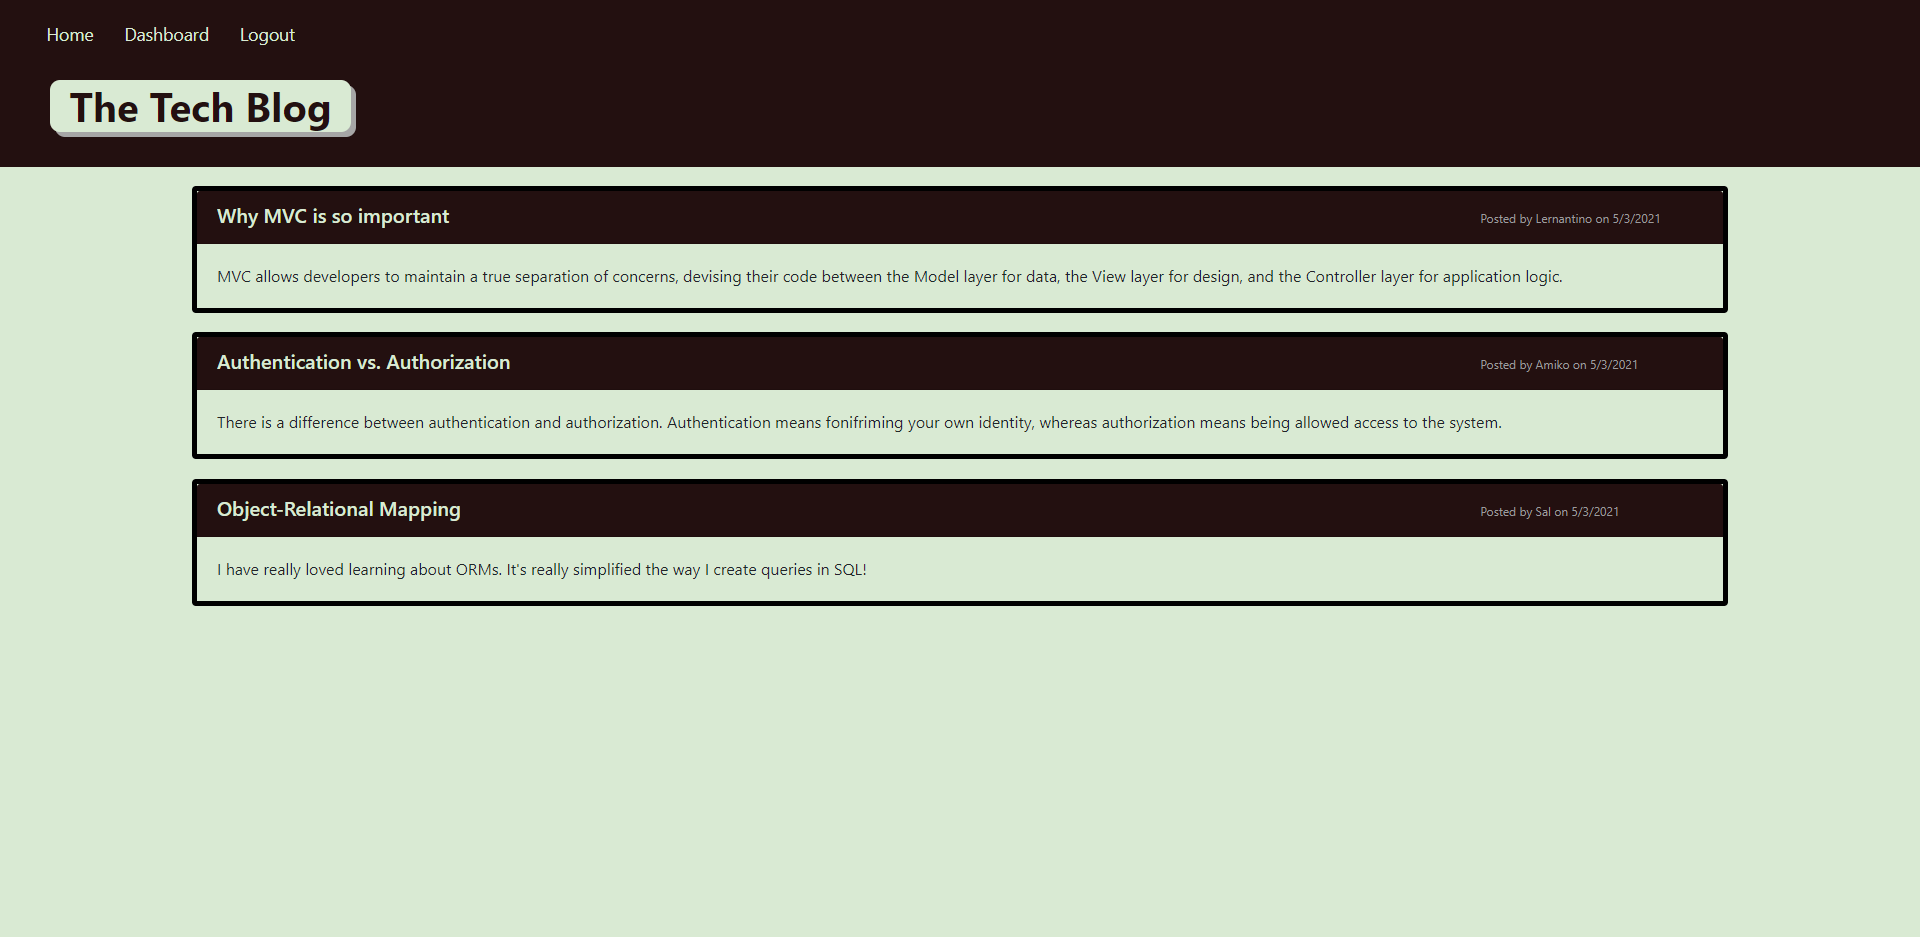 Home Dashboard Logout
The Tech Blog
Why MVC is so important
Posted by Lernantino on 5/3/2021
MVC allows developers to maintain a true separation of concerns, devising their code between the Model layer for data, the View layer for design, and the Controller layer for application logic.
Authentication vs. Authorization
Posted by Amiko on 5/3/2021
There is a difference between authentication and authorization. Authentication means fonifriming your own identity, whereas authorization means being allowed access to the system.
Object-Relational Mapping
Posted by Sal on 5/3/2021
I have really loved learning about ORMs. It's really simplified the way I create queries in SQL!